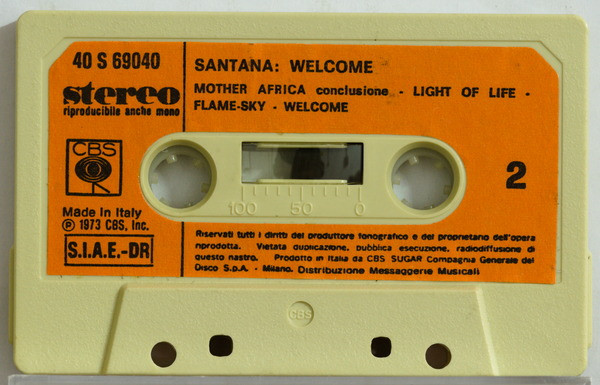 40 S 69040
stereo
riproducibile anche mono
SANTANA: WELCOME
MOTHER AFRICA conclusione - LIGHT OF LIFE -
FLAME-SKY - WELCOME
CBS
2
100 50 0
Made in Italy
℗ 1973 CBS, Inc.
S.I.A.E.-DR
Riservati tutti i diritti del produttore fonografico e del proprietario dell'opera
riprodotta. Vietata duplicazione, pubblica esecuzione, radiodiffusione di
questo nastro. Prodotto in Italia da CBS SUGAR Compagnia Generale del
Disco S.p.A. - Milano. Distribuzione Messaggerie Musicali
CBS